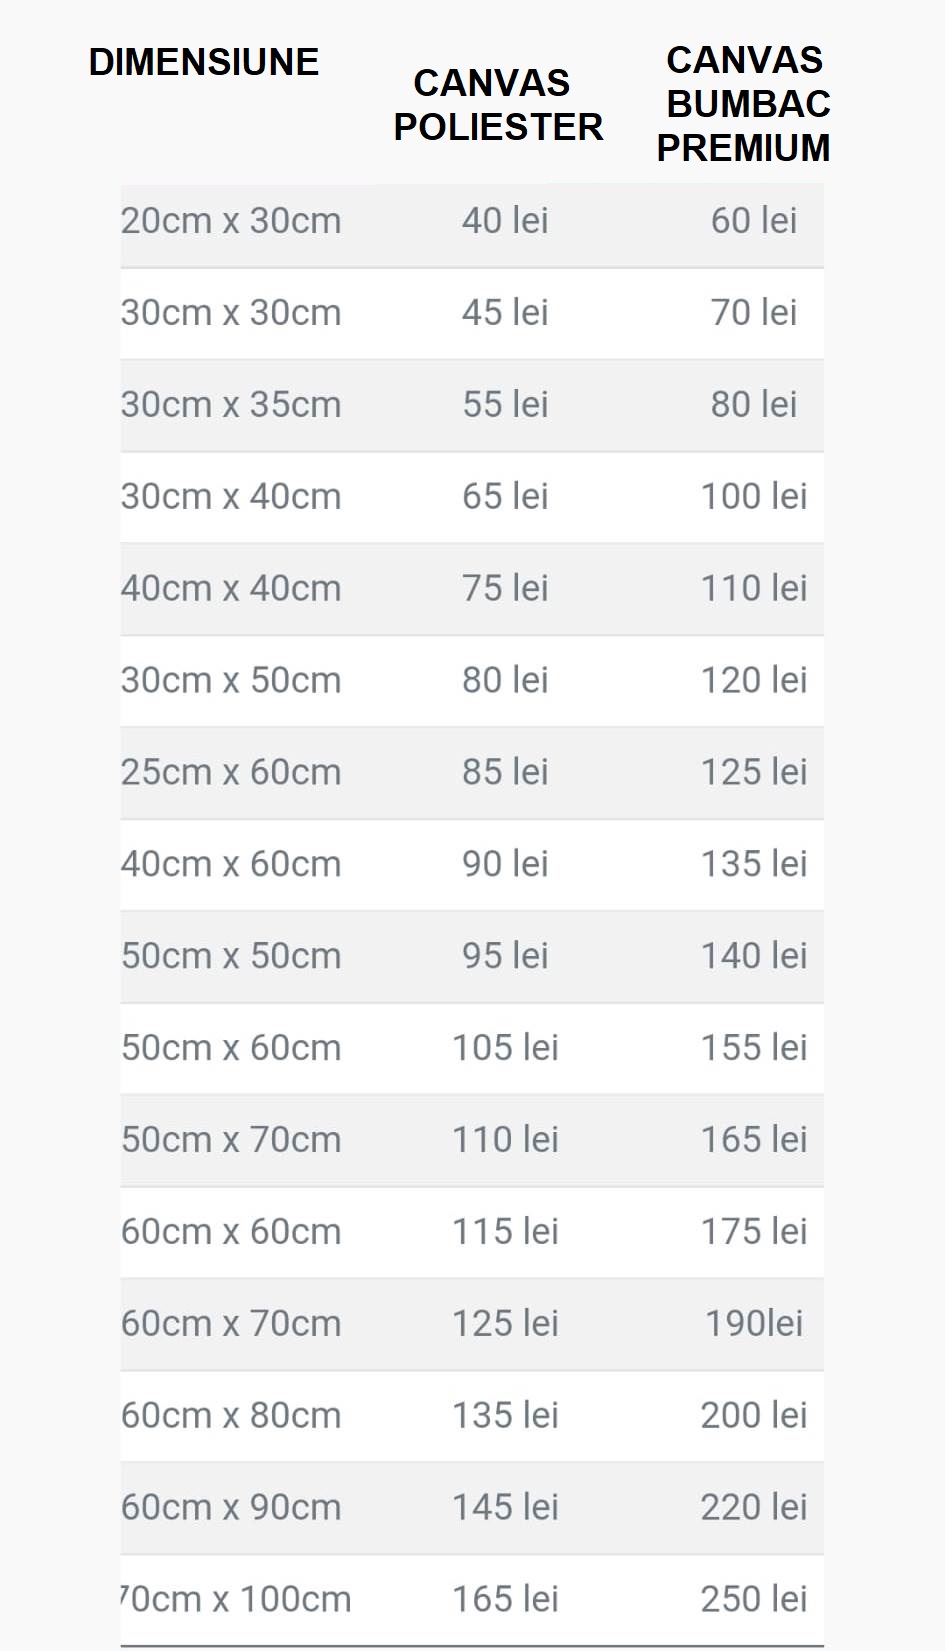 DIMENSIUNE
CANVAS POLIESTER
CANVAS BUMBAC PREMIUM
20cm x 30cm 40 lei 60 lei
30cm x 30cm 45 lei 70 lei
30cm x 35cm 55 lei 80 lei
30cm x 40cm 65 lei 100 lei
40cm x 40cm 75 lei 110 lei
30cm x 50cm 80 lei 120 lei
25cm x 60cm 85 lei 125 lei
40cm x 60cm 90 lei 135 lei
50cm x 50cm 95 lei 140 lei
50cm x 60cm 105 lei 155 lei
50cm x 70cm 110 lei 165 lei
60cm x 60cm 115 lei 175 lei
60cm x 70cm 125 lei 190lei
60cm x 80cm 135 lei 200 lei
60cm x 90cm 145 lei 220 lei
70cm x 100cm 165 lei 250 lei